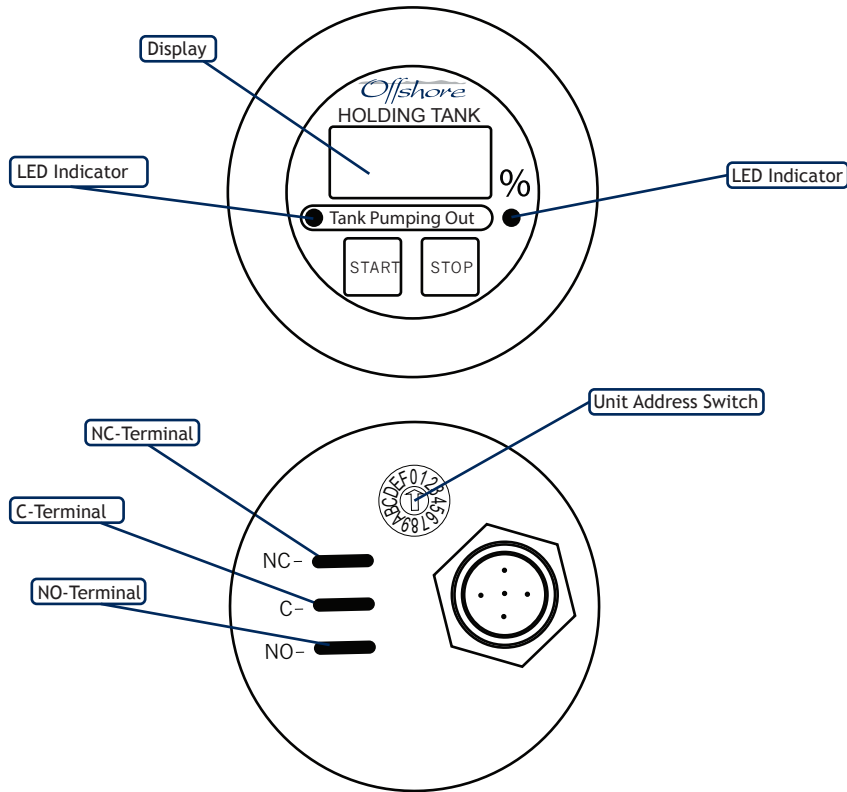 Display
Offshore
HOLDING TANK
LED Indicator
%
LED Indicator
Tank Pumping Out
START
STOP
Unit Address Switch
NC-Terminal
0123456789ABCDEF
C-Terminal
NC-
NO-Terminal
C-
NO-